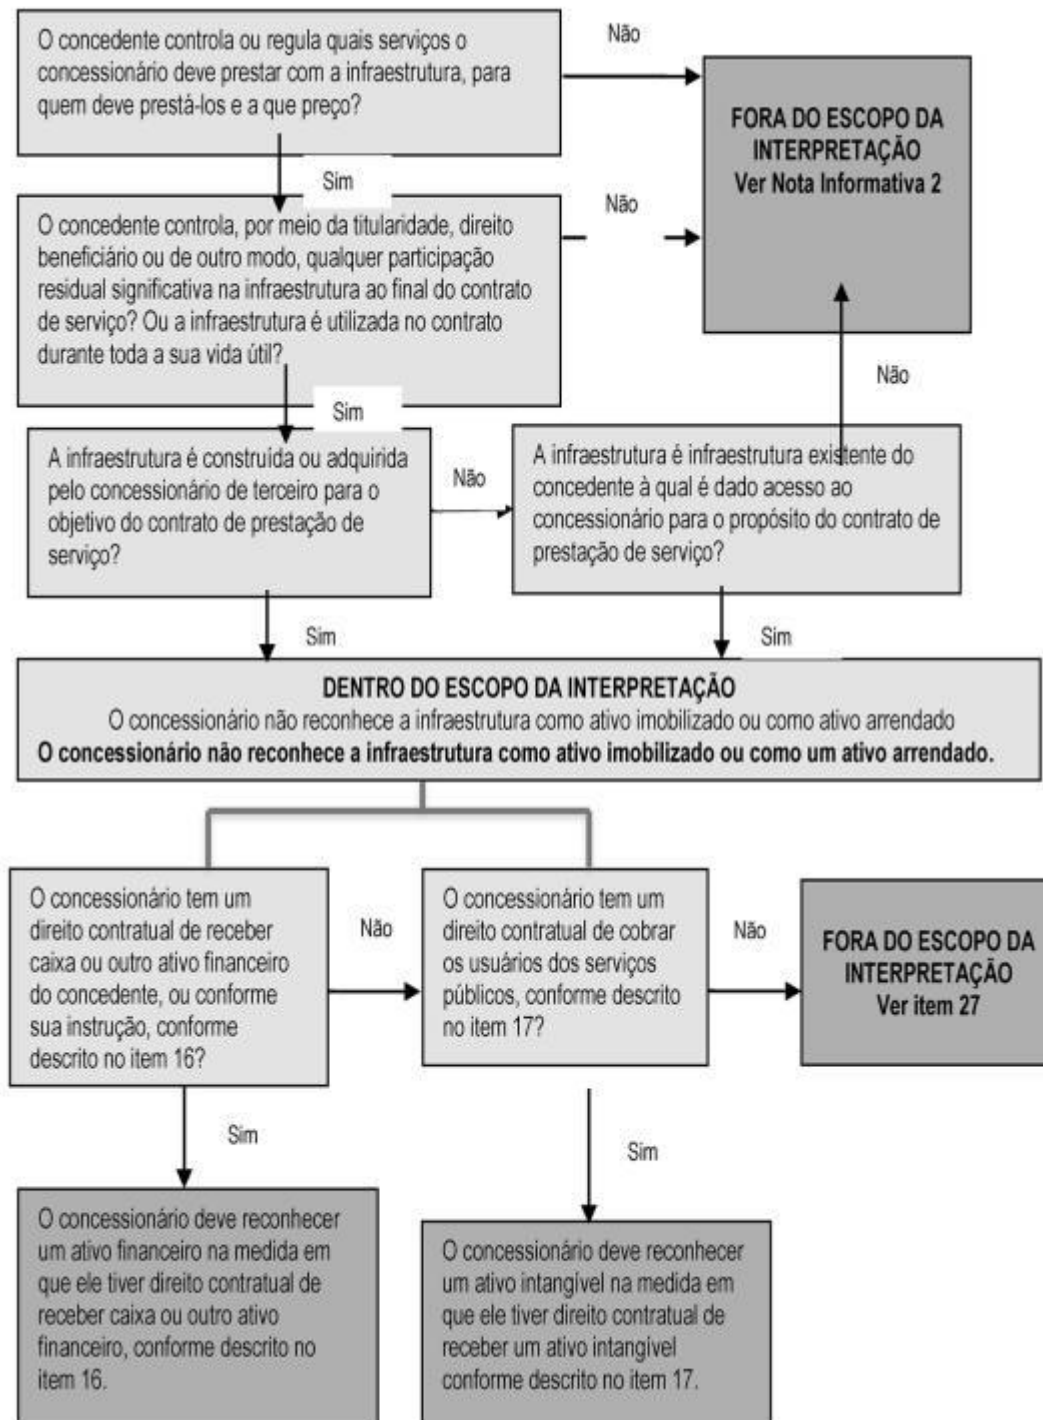 O concedente controla ou regula quais serviços o
concessionário deve prestar com a infraestrutura, para
quem deve prestá-los e a que preço?
Não
FORA DO ESCOPO DA
INTERPRETAÇÃO
Ver Nota Informativa 2
Sim
O concedente controla, por meio da titularidade, direito
beneficiário ou de outro modo, qualquer participação
residual significativa na infraestrutura ao final do contrato
de serviço? Ou a infraestrutura é utilizada no contrato
durante toda a sua vida útil?
Não
Não
Sim
A infraestrutura é construída ou adquirida
pelo concessionário de terceiro para o
objetivo do contrato de prestação de
serviço?
Não
A infraestrutura é infraestrutura existente do
concedente à qual é dado acesso ao
concessionário para o propósito do contrato de
prestação de serviço?
Sim
Sim
DENTRO DO ESCOPO DA INTERPRETAÇÃO
O concessionário não reconhece a infraestrutura como ativo imobilizado ou como ativo arrendado
O concessionário não reconhece a infraestrutura como ativo imobilizado ou como um ativo arrendado.
O concessionário tem um
direito contratual de receber
caixa ou outro ativo financeiro
do concedente, ou conforme
sua instrução, conforme
descrito no item 16?
Não
O concessionário tem um
direito contratual de cobrar
os usuários dos serviços
públicos, conforme descrito
no item 17?
Não
FORA DO ESCOPO DA
INTERPRETAÇÃO
Ver item 27
Sim
Sim
O concessionário deve reconhecer
um ativo financeiro na medida em
que ele tiver direito contratual de
receber caixa ou outro ativo
financeiro, conforme descrito no
item 16.
O concessionário deve reconhecer
um ativo intangível na medida em
que ele tiver direito contratual de
receber um ativo intangível
conforme descrito no item 17.